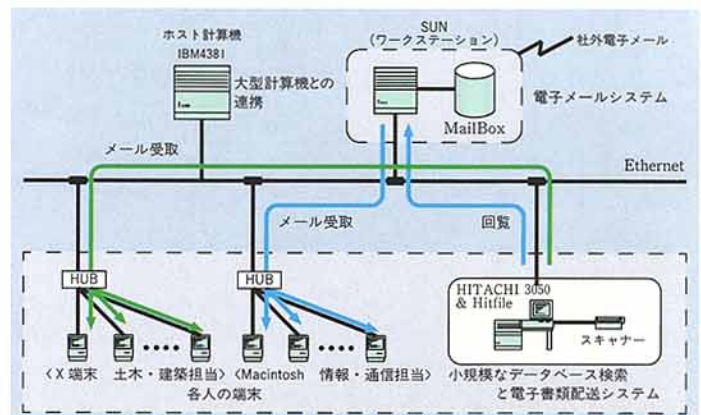 ホスト計算機
IBM4381
大型計算機との
連携
SUN
(ワークステーション)
社外電子メール
電子メールシステム
MailBox
メール受取
Ethernet
メール受取
回覧
HUB
HUB
HITACHI 3050
& Hitfile
スキャナー
〈X端末 土木・建築担当〉
〈Macintosh 情報・通信担当〉
各人の端末
小規模なデータベース検索
と電子書類配送システム